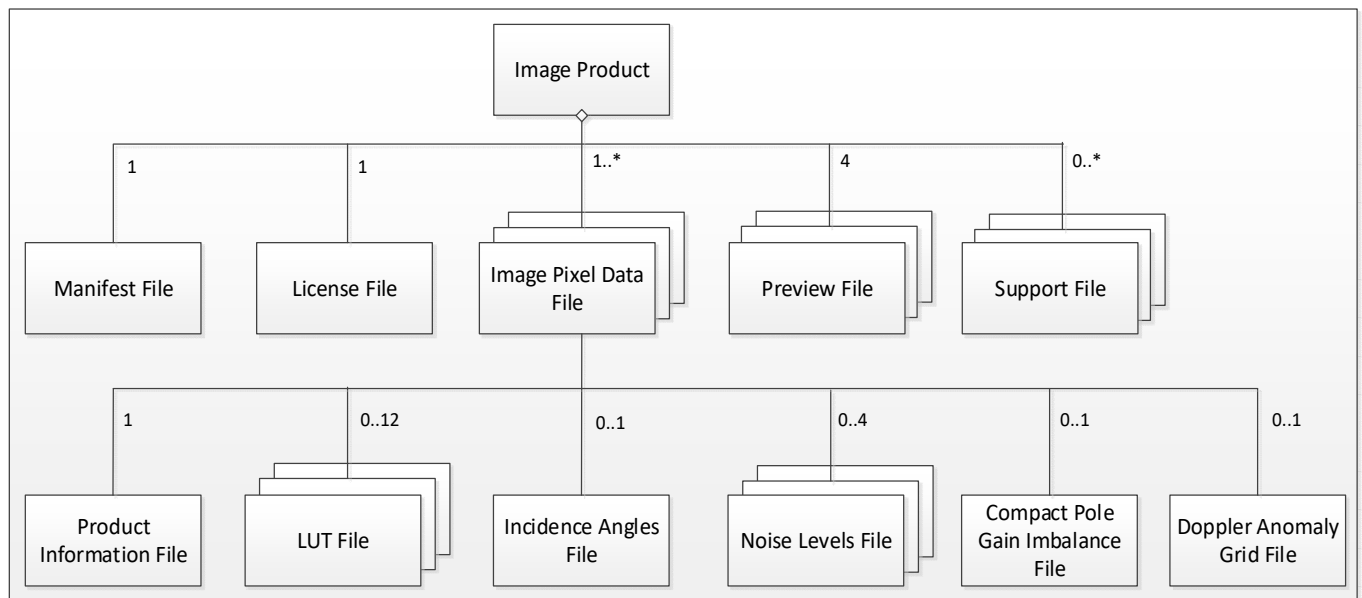 Image Product
1
1
1..*
4
0..*
Manifest File
License File
Image Pixel Data
File
Preview File
Support File
1
0..12
0..1
0..4
0..1
0..1
Product
Information File
LUT File
Incidence Angles
File
Noise Levels File
Compact Pole
Gain Imbalance
File
Doppler Anomaly
Grid File